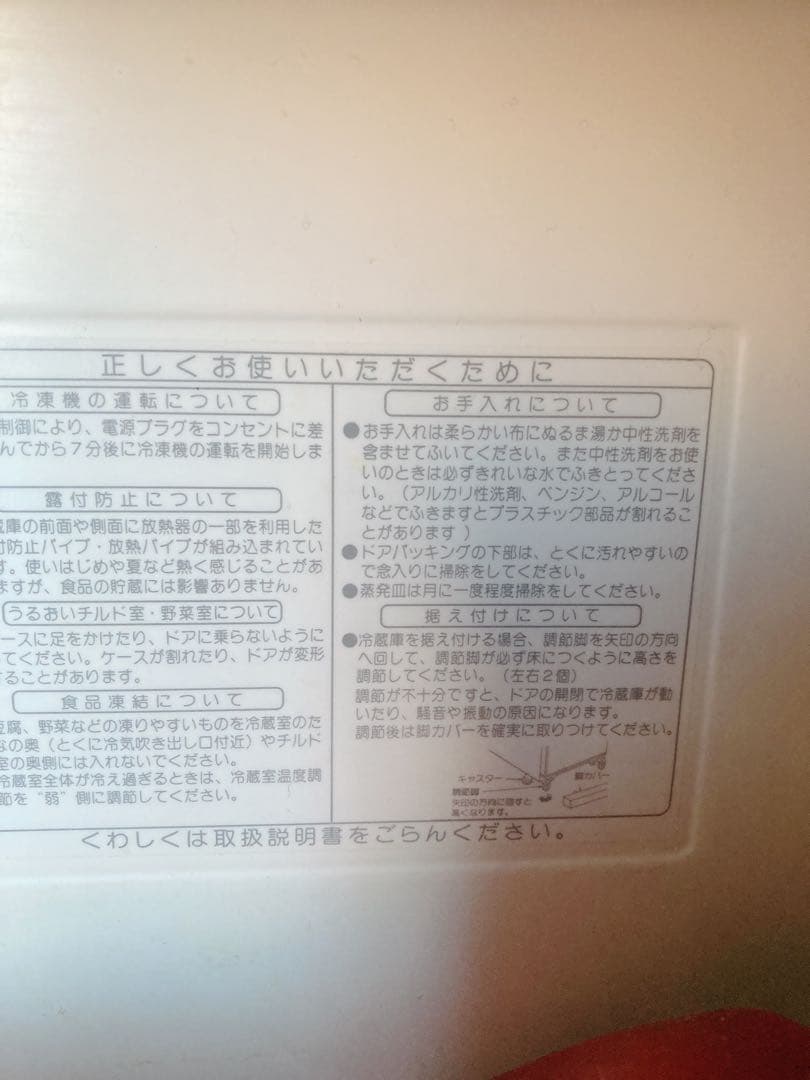 正しくお使いいただくために
冷凍機の運転について
制御により、電源プラグをコンセントに差
んでから7分後に冷凍機の運転を開始しま
露付防止について
蔵庫の前面や側面に放熱器の一部を利用した
付防止パイプ・放熱パイプが組み込まれてい
す。使いはじめや夏など熱く感じることがあ
ますが、食品の貯蔵には影響ありません。
うるおいチルド室・野菜室について
ースに足をかけたり、ドアに乗らないように
てください。ケースが割れたり、ドアが変形
することがあります。
食品凍結について
豆腐、野菜などの凍りやすいものを冷蔵室のた
なの奥（とくに冷気吹き出し口付近）やチルド
室の奥側には入れないでください。
冷蔵室全体が冷え過ぎるときは、冷蔵室温度調
節を“弱”側に調節してください。
お手入れについて
●お手入れは柔らかい布にぬるま湯か中性洗剤を
含ませてふいてください。また中性洗剤をお使
いのときは必ずきれいな水でふきとってくださ
い。（アルカリ性洗剤、ベンジン、アルコール
などでふきますとプラスチック部品が割れるこ
とがあります）
●ドアパッキングの下部は、とくに汚れやすいの
で念入りに掃除をしてください。
●蒸発皿は月に一度程度掃除をしてください。
据え付けについて
●冷蔵庫を据え付ける場合、調節脚を矢印の方向
へ回して、調節脚が必ず床につくように高さを
調節してください。（左右2個）
調節が不十分ですと、ドアの開閉で冷蔵庫が動
いたり、騒音や振動の原因になります。
調節後は脚カバーを確実に取りつけてください。
キャスター
脚カバー
調節脚
矢印の方向に回すと
高くなります。
くわしくは取扱説明書をごらんください。